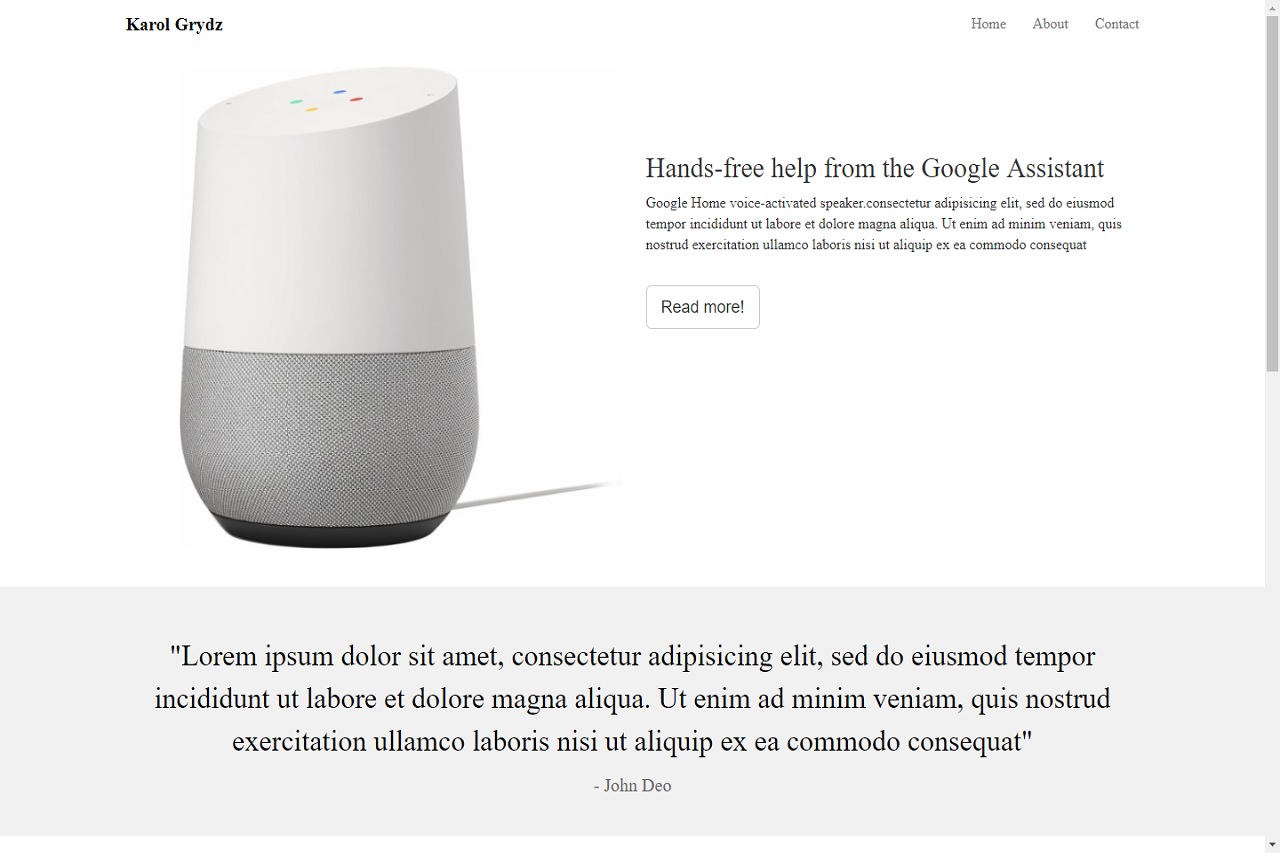 Karol Grydz
Home About Contact
Hands-free help from the Google Assistant
Google Home voice-activated speaker.consectetur adipisicing elit, sed do eiusmod
tempor incididunt ut labore et dolore magna aliqua. Ut enim ad minim veniam, quis
nostrud exercitation ullamco laboris nisi ut aliquip ex ea commodo consequat
Read more!
"Lorem ipsum dolor sit amet, consectetur adipisicing elit, sed do eiusmod tempor
incididunt ut labore et dolore magna aliqua. Ut enim ad minim veniam, quis nostrud
exercitation ullamco laboris nisi ut aliquip ex ea commodo consequat"
- John Deo